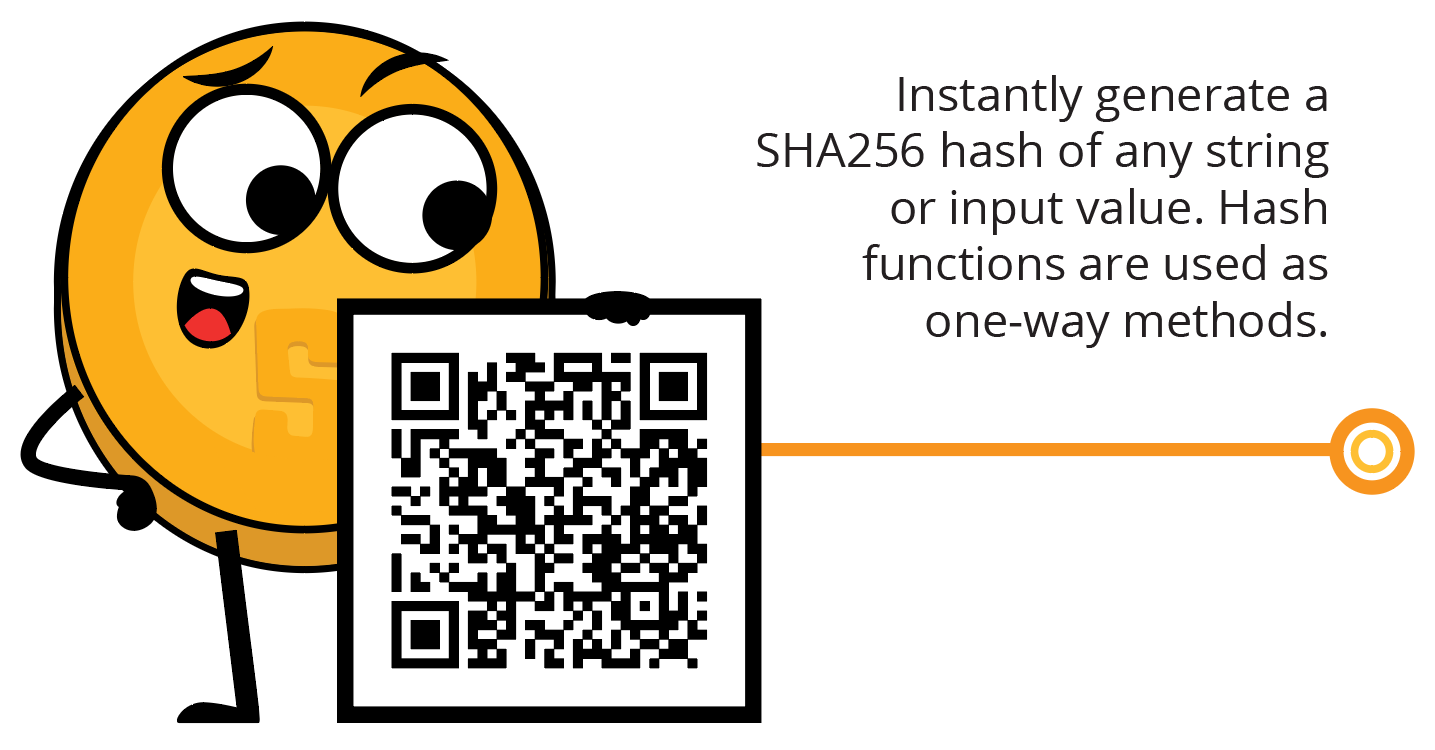 Instantly generate a
SHA256 hash of any string
or input value. Hash
functions are used as
one-way methods.